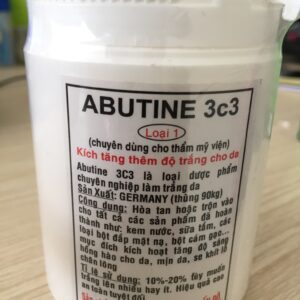 ABUTINE 3c3
Loại 1
(chuyên dùng cho thẩm mỹ viện)
Kích tăng thêm độ trắng cho da
Abutine 3C3 là loại dược phẩm
chuyên nghiệp làm trắng da
Sản Xuất: GERMANY (thùng 90kg)
Công dụng: Hòa tan hoặc trộn vào
cho tất cả các sản phẩm đã hoàn
thành như: kem nước, sữa tắm, các
loại bột đắp mặt nạ, bột cám gạo...
mục đích kích hoạt tăng độ sáng
hồng hào cho da, mịn da, se khít lỗ
chân lông
Tỉ lệ sử dụng: 10%-20% tùy muốn
trắng lên nhiều hay ít. Hiệu quả cao
an toàn tuyệt đối